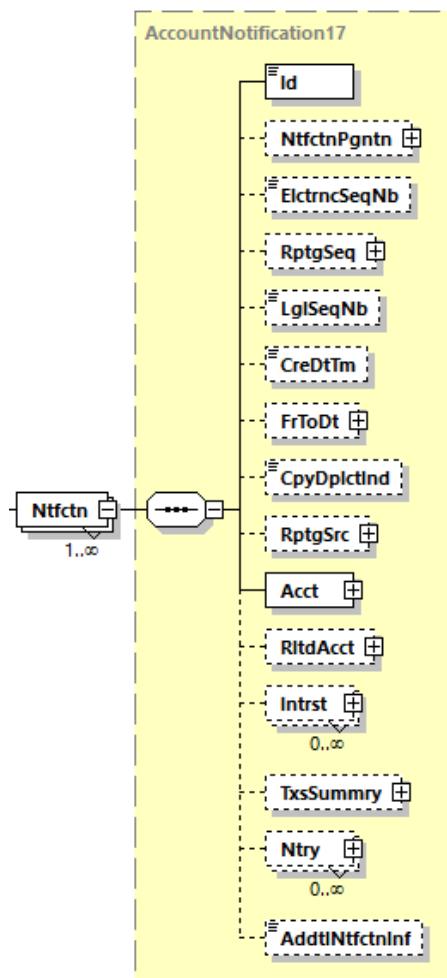 AccountNotification17
Id
NtfctnPgntn
ElctrncSeqNb
RptgSeq
LglSeqNb
CreDtTm
FrToDt
CpyDplctInd
Ntfctn
1..∞
RptgSrc
Acct
RltdAcct
Intrst
0..∞
TxsSummry
Ntry
0..∞
AddtlNtfctnInf